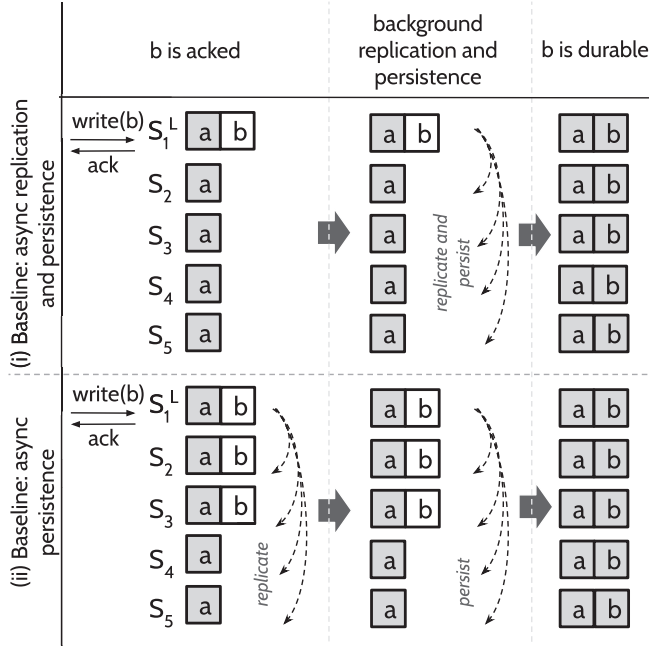 b is acked
background
replication and
persistence
b is durable
(i) Baseline: async replication
and persistence
write(b)
ack
S1L a b
S2 a
S3 a
S4 a
S5 a
a b
a
a
a
a
replicate and
persist
a b
a b
a b
a b
a b
(ii) Baseline: async
persistence
write(b)
ack
S1L a b
S2 a b
S3 a b
S4 a
S5 a
replicate
a b
a b
a b
a
a
persist
a b
a b
a b
a b
a b